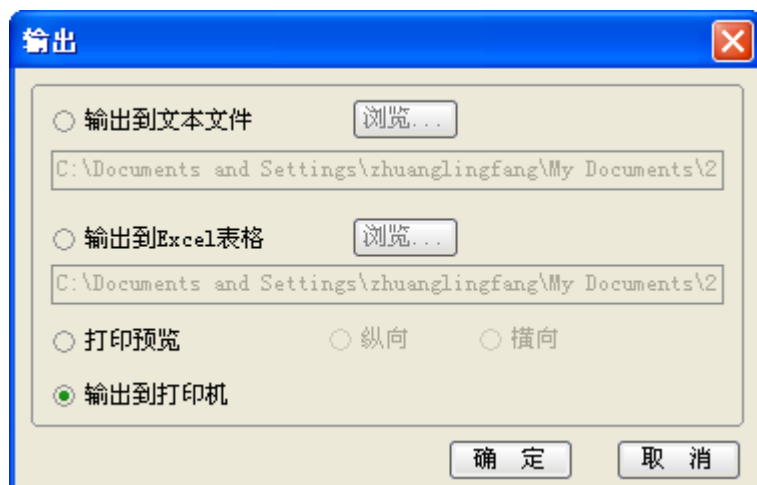 输出
输出到文本文件 浏览...
C:\Documents and Settings\zhuanglingfang\My Documents\2
输出到Excel表格 浏览...
C:\Documents and Settings\zhuanglingfang\My Documents\2
打印预览 纵向 横向
输出到打印机
确 定 取 消